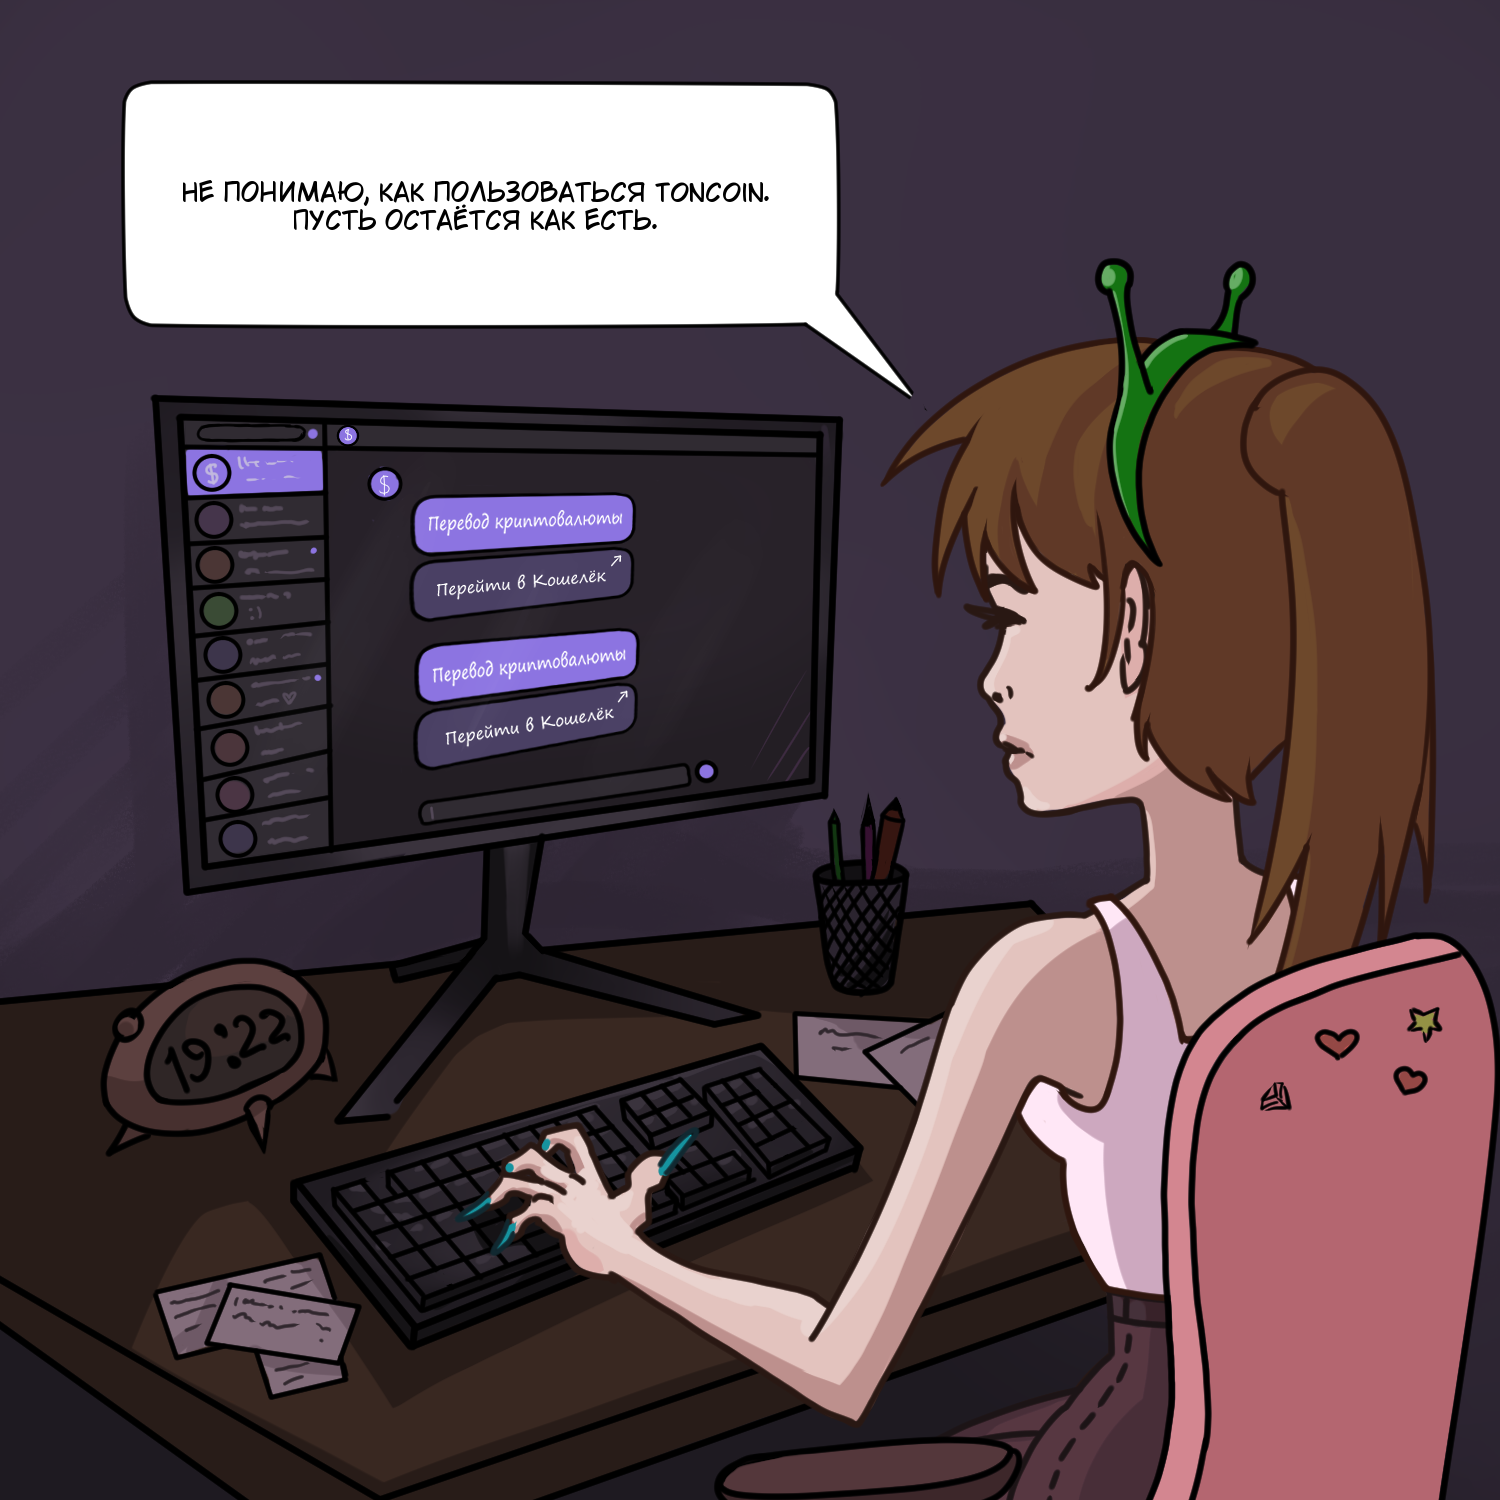 НЕ ПОНИМАЮ, КАК ПОЛЬЗОВАТЬСЯ TONCOIN.
ПУСТЬ ОСТАЁТСЯ КАК ЕСТЬ.
$
$
$
Перевод криптовалюты
Перейти в Кошелёк
Перевод криптовалюты
Перейти в Кошелёк
:)
19:22